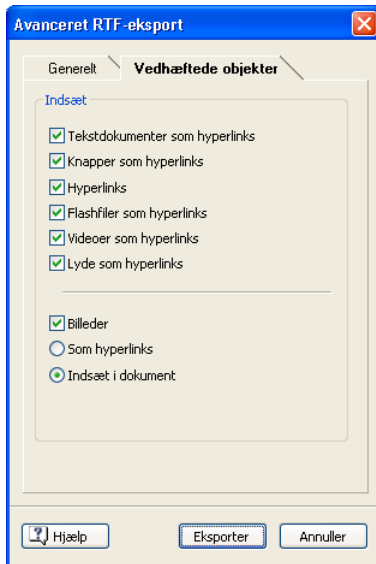 Avanceret RTF-eksport
Generelt
Vedhæftede objekter
Indsæt
Tekstdokumenter som hyperlinks
Knapper som hyperlinks
Hyperlinks
Flashfiler som hyperlinks
Videoer som hyperlinks
Lyde som hyperlinks
Billeder
Som hyperlinks
Indsæt i dokument
Hjælp
Eksporter
Annuller